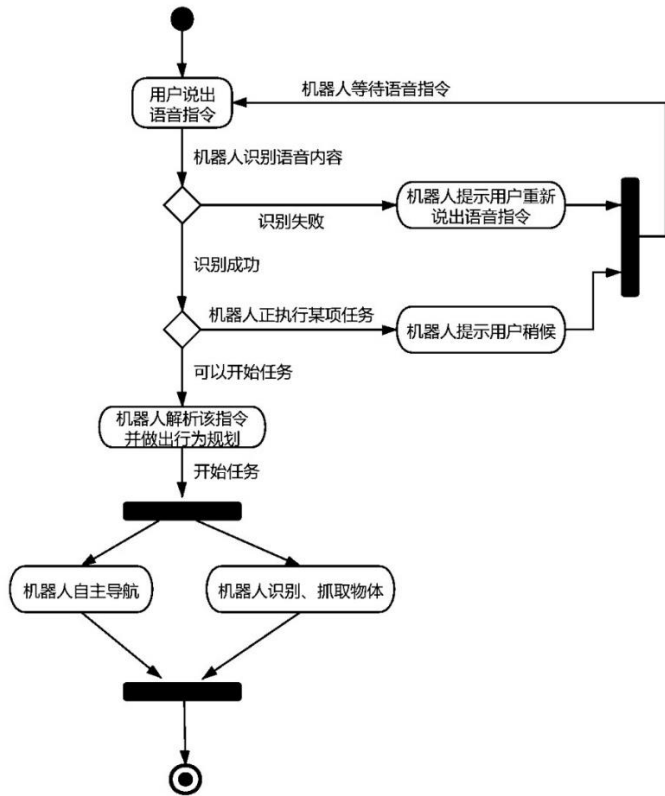 用户说出
语音指令
机器人等待语音指令
机器人识别语音内容
识别失败
机器人提示用户重新
说出语音指令
识别成功
机器人正执行某项任务
机器人提示用户稍候
可以开始任务
机器人解析该指令
并做出行为规划
开始任务
机器人自主导航
机器人识别、抓取物体